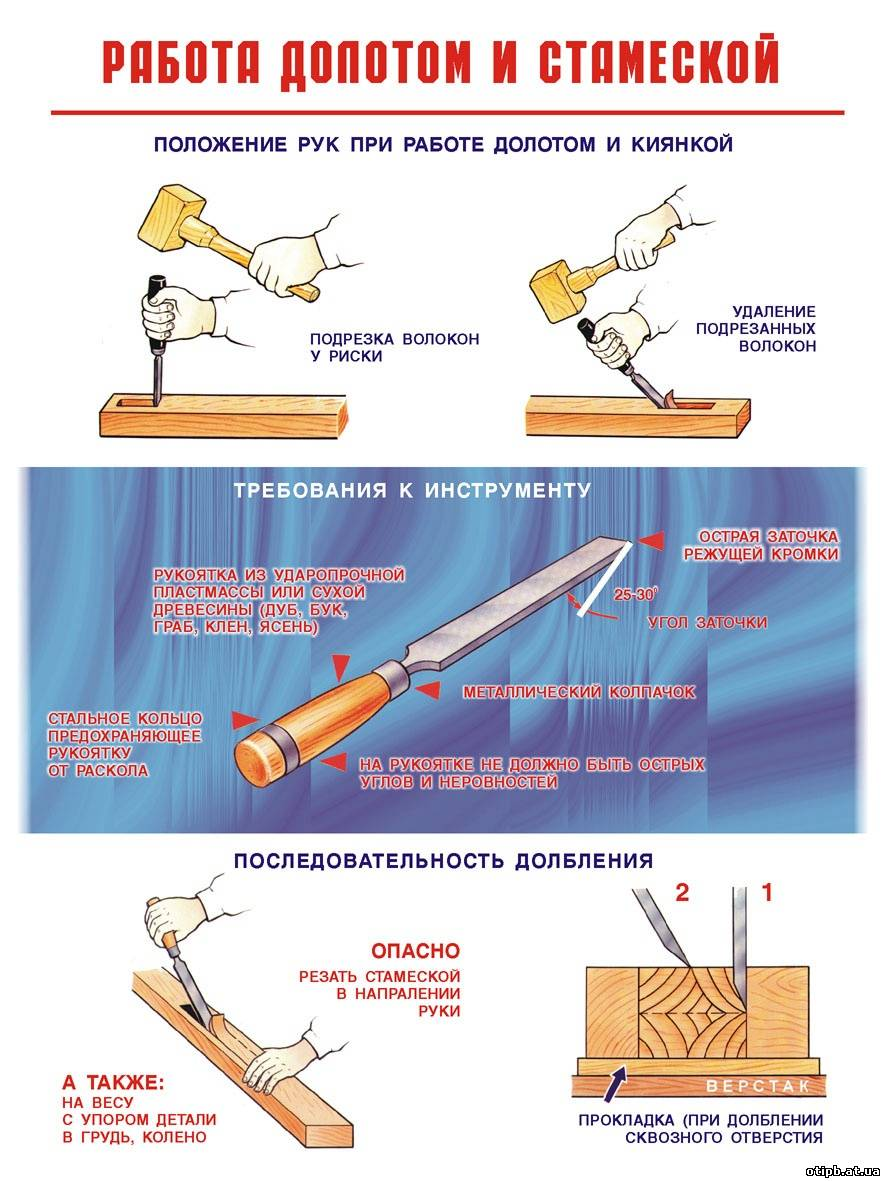 РАБОТА ДОЛОТОМ И СТАМЕСКОЙ
ПОЛОЖЕНИЕ РУК ПРИ РАБОТЕ ДОЛОТОМ И КИЯНКОЙ
ПОДРЕЗКА ВОЛОКОН
У РИСКИ
УДАЛЕНИЕ
ПОДРЕЗАННЫХ
ВОЛОКОН
ТРЕБОВАНИЯ К ИНСТРУМЕНТУ
ОСТРАЯ ЗАТОЧКА
РЕЖУЩЕЙ КРОМКИ
РУКОЯТКА ИЗ УДАРОПРОЧНОЙ
ПЛАСТМАССЫ ИЛИ СУХОЙ
ДРЕВЕСИНЫ (ДУБ, БУК,
ГРАБ, КЛЕН, ЯСЕНЬ)
25-30°
УГОЛ ЗАТОЧКИ
МЕТАЛЛИЧЕСКИЙ КОЛПАЧОК
СТАЛЬНОЕ КОЛЬЦО
ПРЕДОХРАНЯЮЩЕЕ
РУКОЯТКУ
ОТ РАСКОЛА
НА РУКОЯТКЕ НЕ ДОЛЖНО БЫТЬ ОСТРЫХ
УГЛОВ И НЕРОВНОСТЕЙ
ПОСЛЕДОВАТЕЛЬНОСТЬ ДОЛБЛЕНИЯ
ОПАСНО
РЕЗАТЬ СТАМЕСКОЙ
В НАПРАЛЕНИИ
РУКИ
А ТАКЖЕ:
НА ВЕСУ
С УПОРОМ ДЕТАЛИ
В ГРУДЬ, КОЛЕНО
2 1
ВЕРСТАК
ПРОКЛАДКА (ПРИ ДОЛБЛЕНИИ
СКВОЗНОГО ОТВЕРСТИЯ
otipb.at.ua